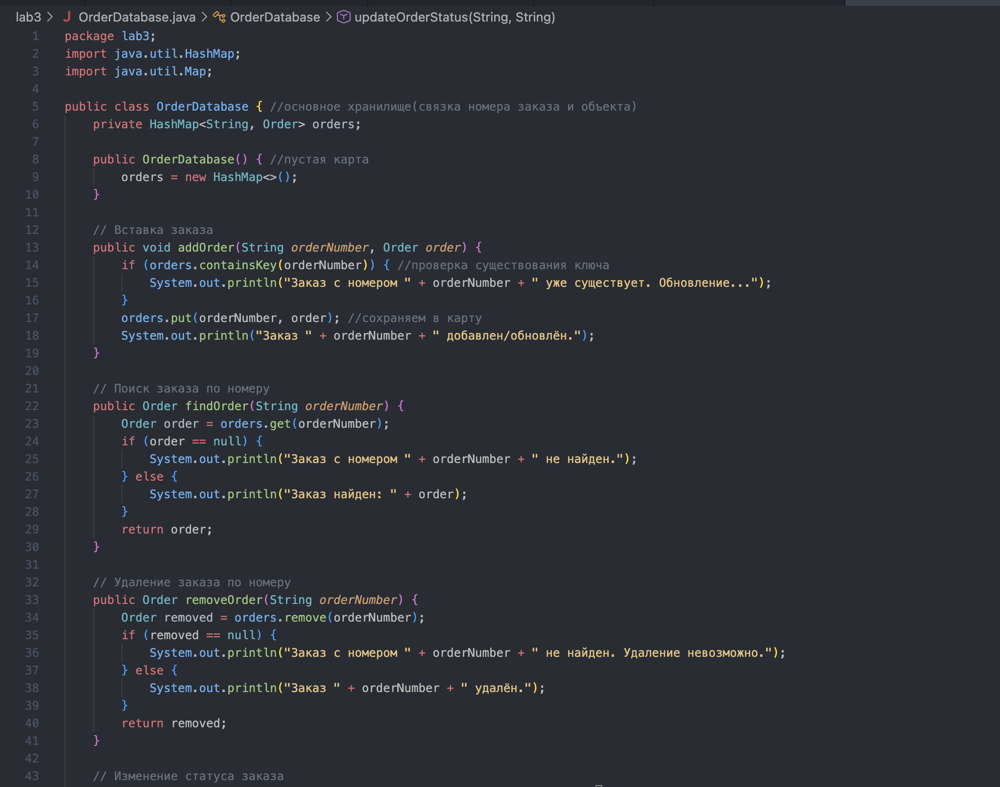 lab3 > J OrderDatabase.java > OrderDatabase > updateOrderStatus(String, String)
1 package lab3;
2 import java.util.HashMap;
3 import java.util.Map;
4
5 public class OrderDatabase { //основное хранилище(связка номера заказа и объекта)
6     private HashMap<String, Order> orders;
7
8     public OrderDatabase() { //пустая карта
9         orders = new HashMap<>();
10     }
11
12     // Вставка заказа
13     public void addOrder(String orderNumber, Order order) {
14         if (orders.containsKey(orderNumber)) { //проверка существования ключа
15             System.out.println("Заказ с номером " + orderNumber + " уже существует. Обновление...");
16         }
17         orders.put(orderNumber, order); //сохраняем в карту
18         System.out.println("Заказ " + orderNumber + " добавлен/обновлён.");
19     }
20
21     // Поиск заказа по номеру
22     public Order findOrder(String orderNumber) {
23         Order order = orders.get(orderNumber);
24         if (order == null) {
25             System.out.println("Заказ с номером " + orderNumber + " не найден.");
26         } else {
27             System.out.println("Заказ найден: " + order);
28         }
29         return order;
30     }
31
32     // Удаление заказа по номеру
33     public Order removeOrder(String orderNumber) {
34         Order removed = orders.remove(orderNumber);
35         if (removed == null) {
36             System.out.println("Заказ с номером " + orderNumber + " не найден. Удаление невозможно.");
37         } else {
38             System.out.println("Заказ " + orderNumber + " удалён.");
39         }
40         return removed;
41     }
42
43     // Изменение статуса заказа